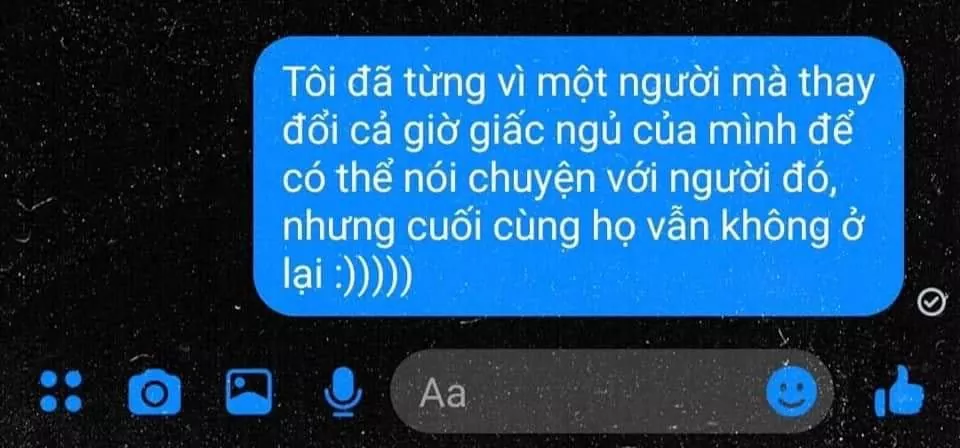 Tôi đã từng vì một người mà thay
đổi cả giờ giấc ngủ của mình để
có thể nói chuyện với người đó,
nhưng cuối cùng họ vẫn không ở
lại :)))))
Aa